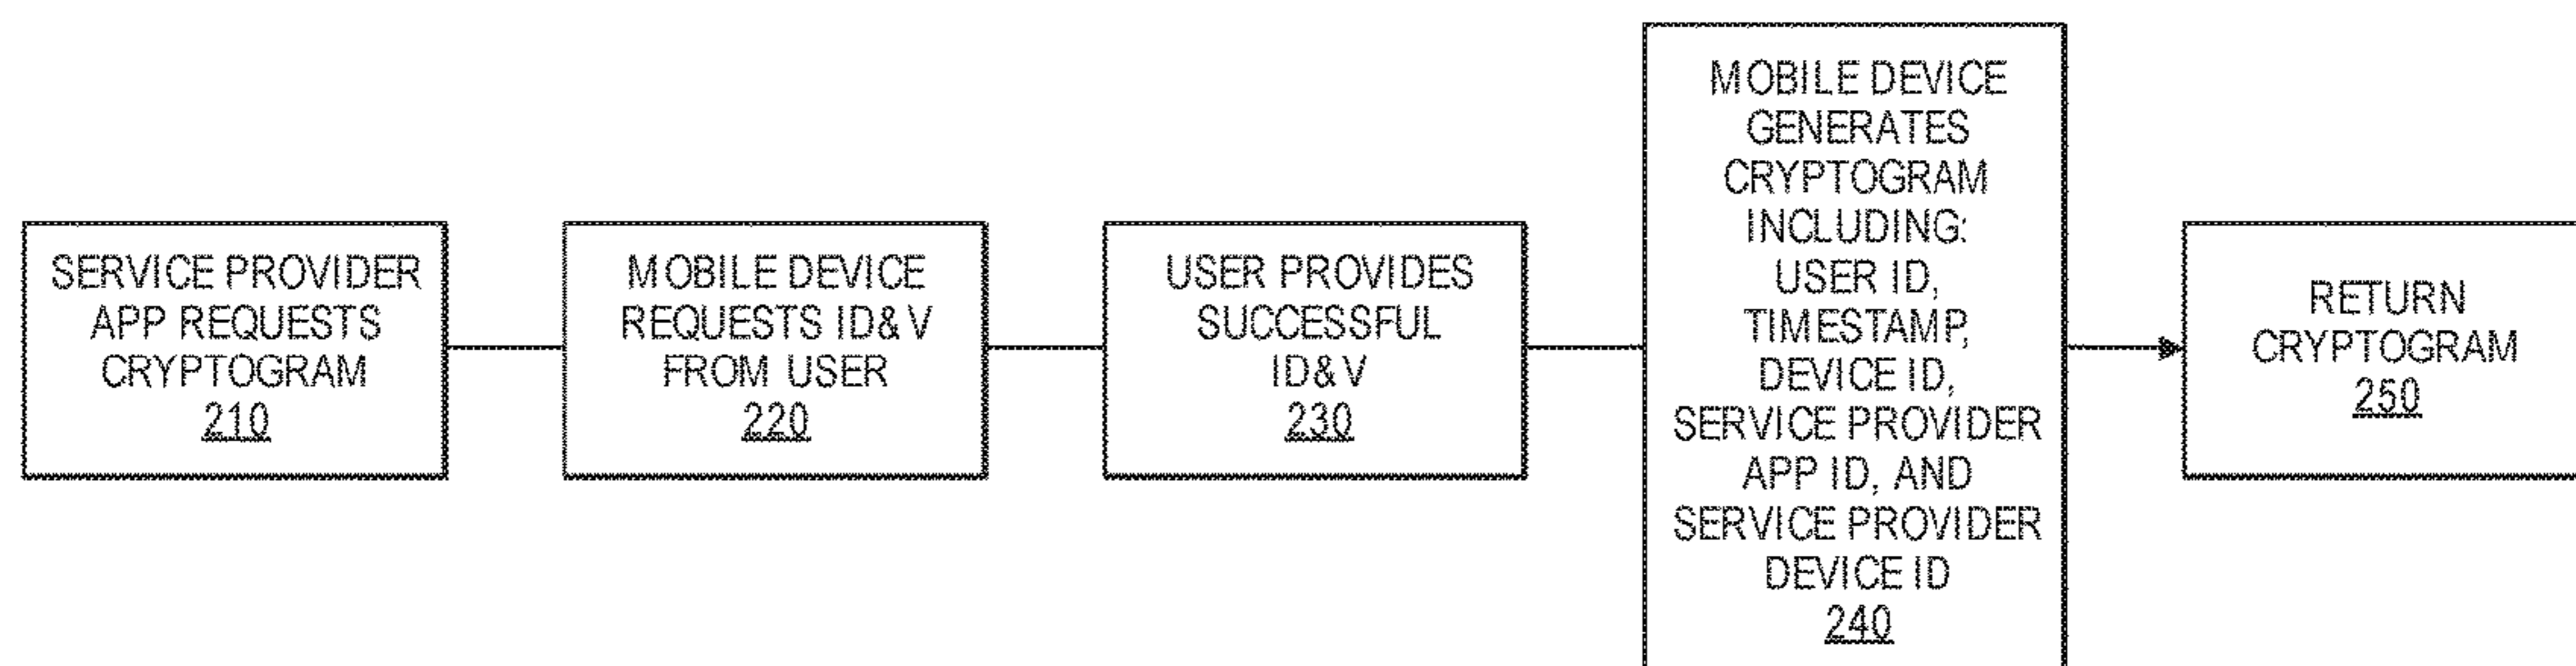 SERVICE PROVIDER
APP REQUESTS
CRYPTOGRAM
210
MOBILE DEVICE
REQUESTS ID&V
FROM USER
220
USER PROVIDES
SUCCESSFUL
ID&V
230
MOBILE DEVICE
GENERATES
CRYPTOGRAM
INCLUDING:
USER ID,
TIMESTAMP,
DEVICE ID,
SERVICE PROVIDER
APP ID, AND
SERVICE PROVIDER
DEVICE ID
240
RETURN
CRYPTOGRAM
250